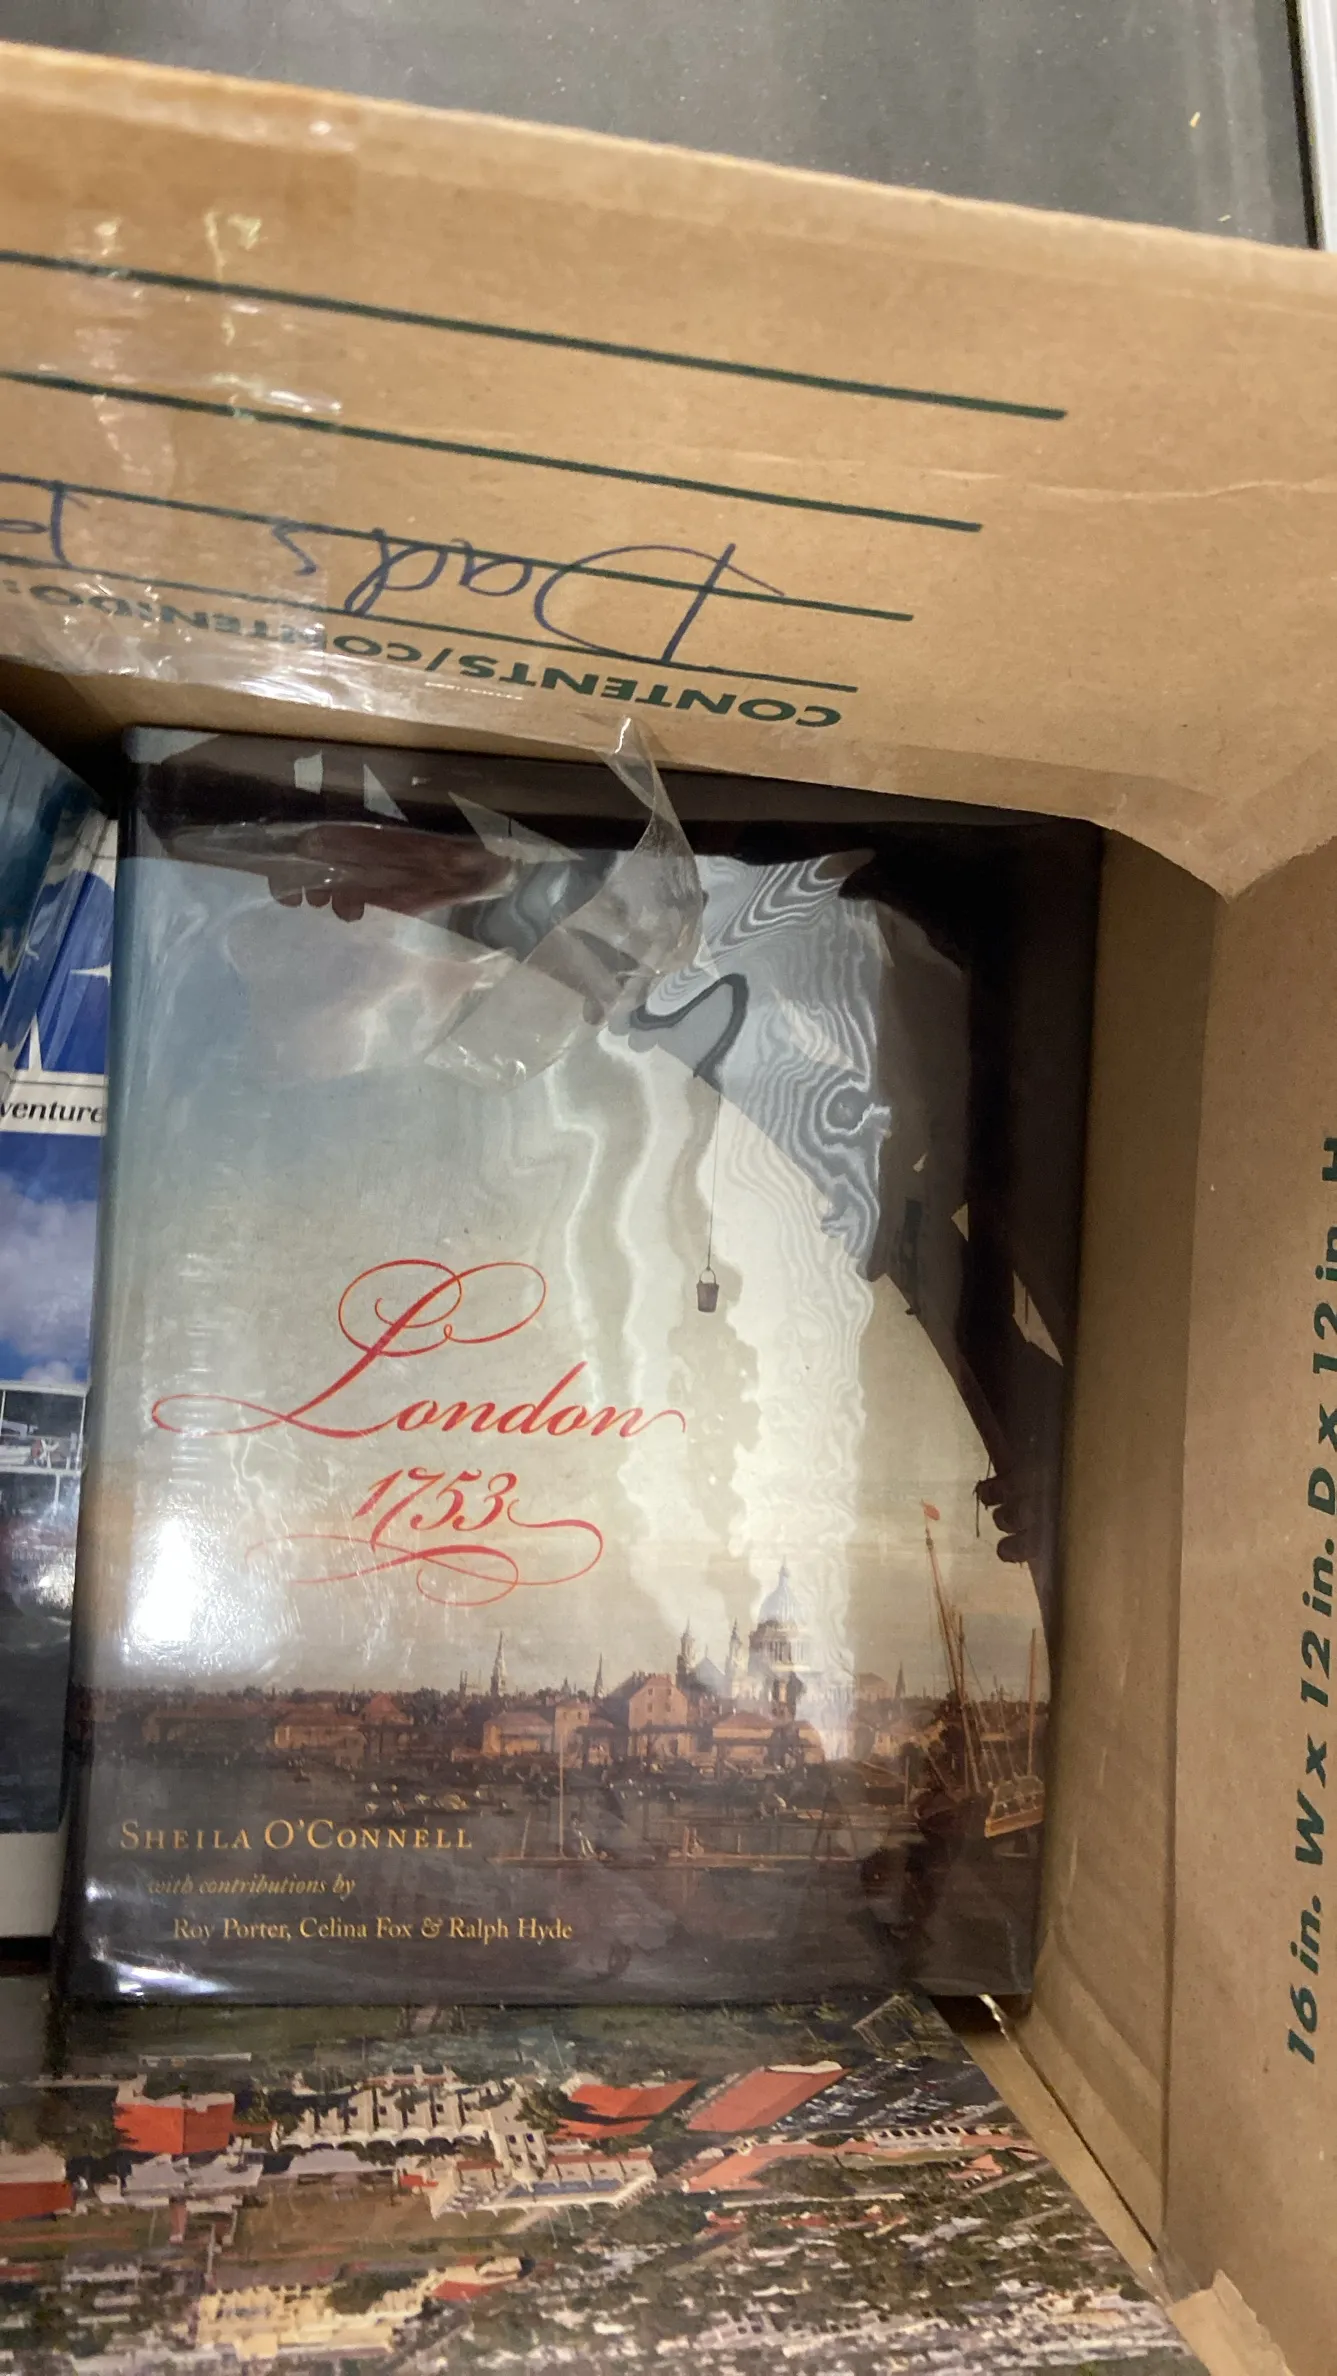 Dads
CONTENTS/CONTENIDO:
venture
London
1753
SHEILA O'CONNELL
with contributions by
Roy Porter, Celina Fox & Ralph Hyde
16 in. W x 12 in. D x 12 in. H